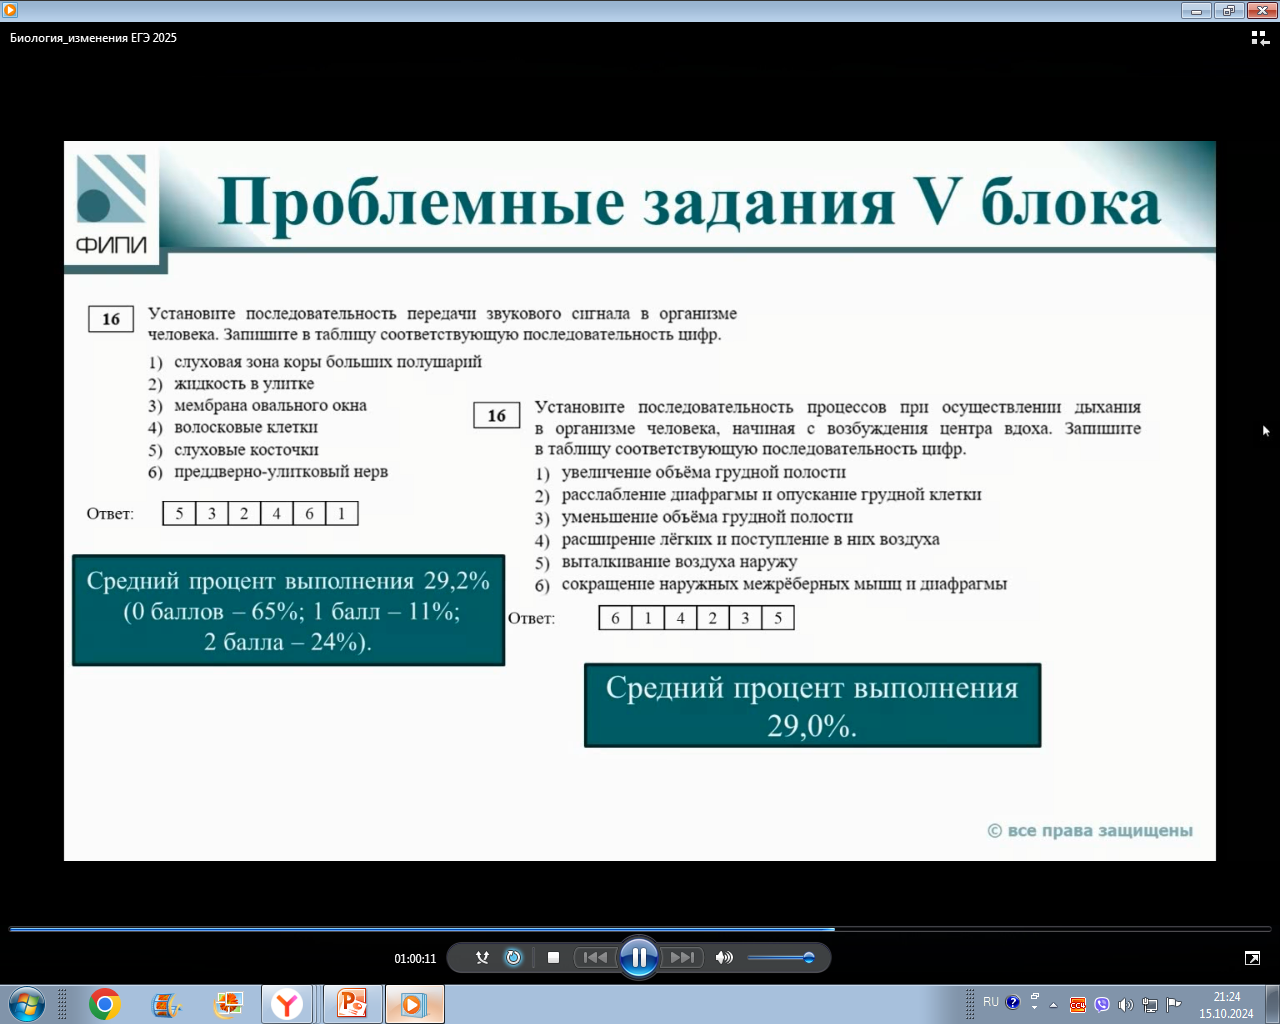 Биология_изменения ЕГЭ 2025
ФИПИ
Проблемные задания V блока
16
Установите последовательность передачи звукового сигнала в организме
человека. Запишите в таблицу соответствующую последовательность цифр.
1) слуховая зона коры больших полушарий
2) жидкость в улитке
3) мембрана овального окна
4) волосковые клетки
5) слуховые косточки
6) преддверно-улитковый нерв
Ответ: 5 3 2 4 6 1
Средний процент выполнения 29,2%
(0 баллов – 65%; 1 балл – 11%;
2 балла – 24%).
16
Установите последовательность процессов при осуществлении дыхания
в организме человека, начиная с возбуждения центра вдоха. Запишите
в таблицу соответствующую последовательность цифр.
1) увеличение объёма грудной полости
2) расслабление диафрагмы и опускание грудной клетки
3) уменьшение объёма грудной полости
4) расширение лёгких и поступление в них воздуха
5) выталкивание воздуха наружу
6) сокращение наружных межрёберных мышц и диафрагмы
Ответ: 6 1 4 2 3 5
Средний процент выполнения
29,0%.
© все права защищены
01:00:11
RU
21:24
15.10.2024